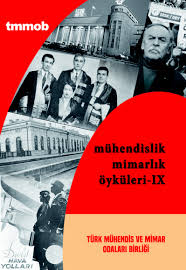 tmmob
mühendislik
mimarlık
öyküleri-IX
HAVA
YOLLARI
TÜRK MÜHENDİS VE MİMAR
ODALARI BİRLİĞİ